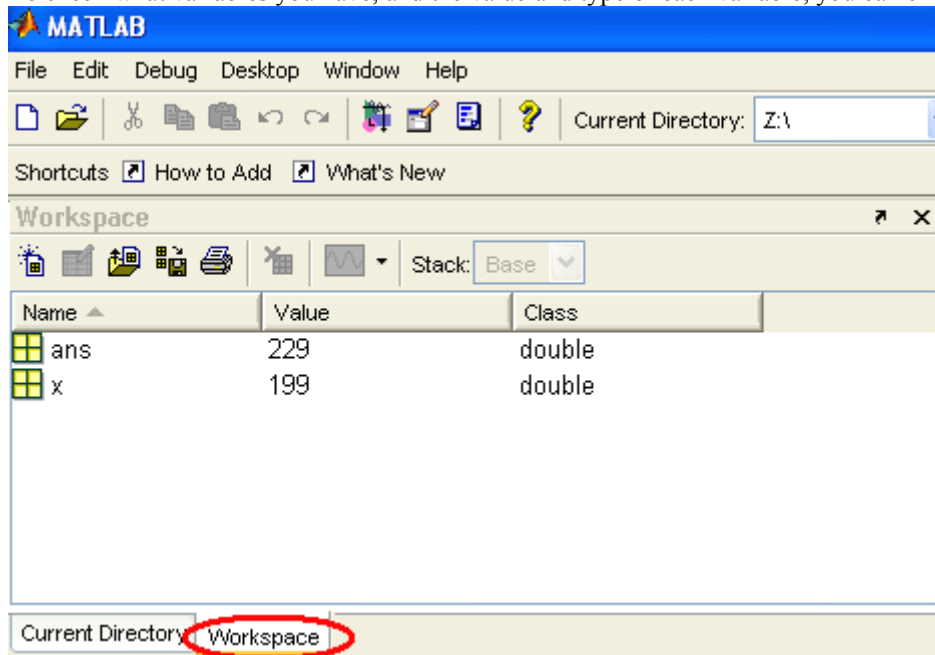 MATLAB
File Edit Debug Desktop Window Help
Current Directory: Z:\
Shortcuts How to Add What's New
Workspace
Stack: Base
Name Value Class
ans 229 double
x 199 double
Current Directory Workspace